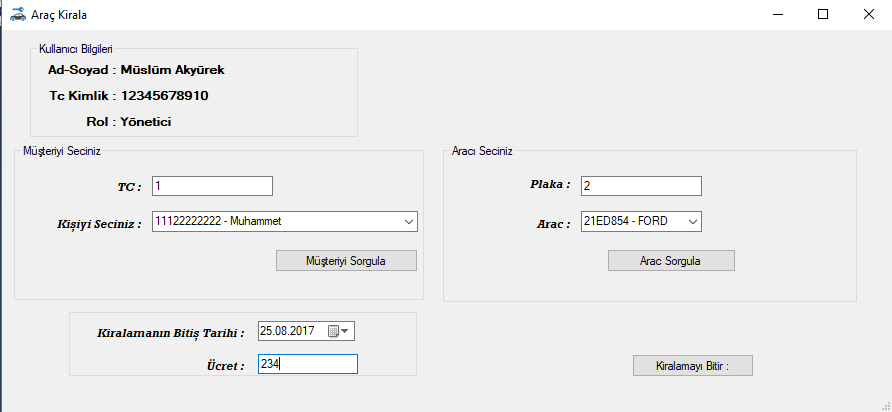 Araç Kirala
Kullanıcı Bilgileri
Ad-Soyad : Müslüm Akyürek
Tc Kimlik : 12345678910
Rol : Yönetici
Müşteriyi Seciniz
TC : 1
Kişiyi Seciniz : 11122222222 - Muhammet
Müşteriyi Sorgula
Aracı Seciniz
Plaka : 2
Arac : 21ED854 - FORD
Arac Sorgula
Kiralamanın Bitiş Tarihi : 25.08.2017
Ücret : 234
Kiralamayı Bitir :